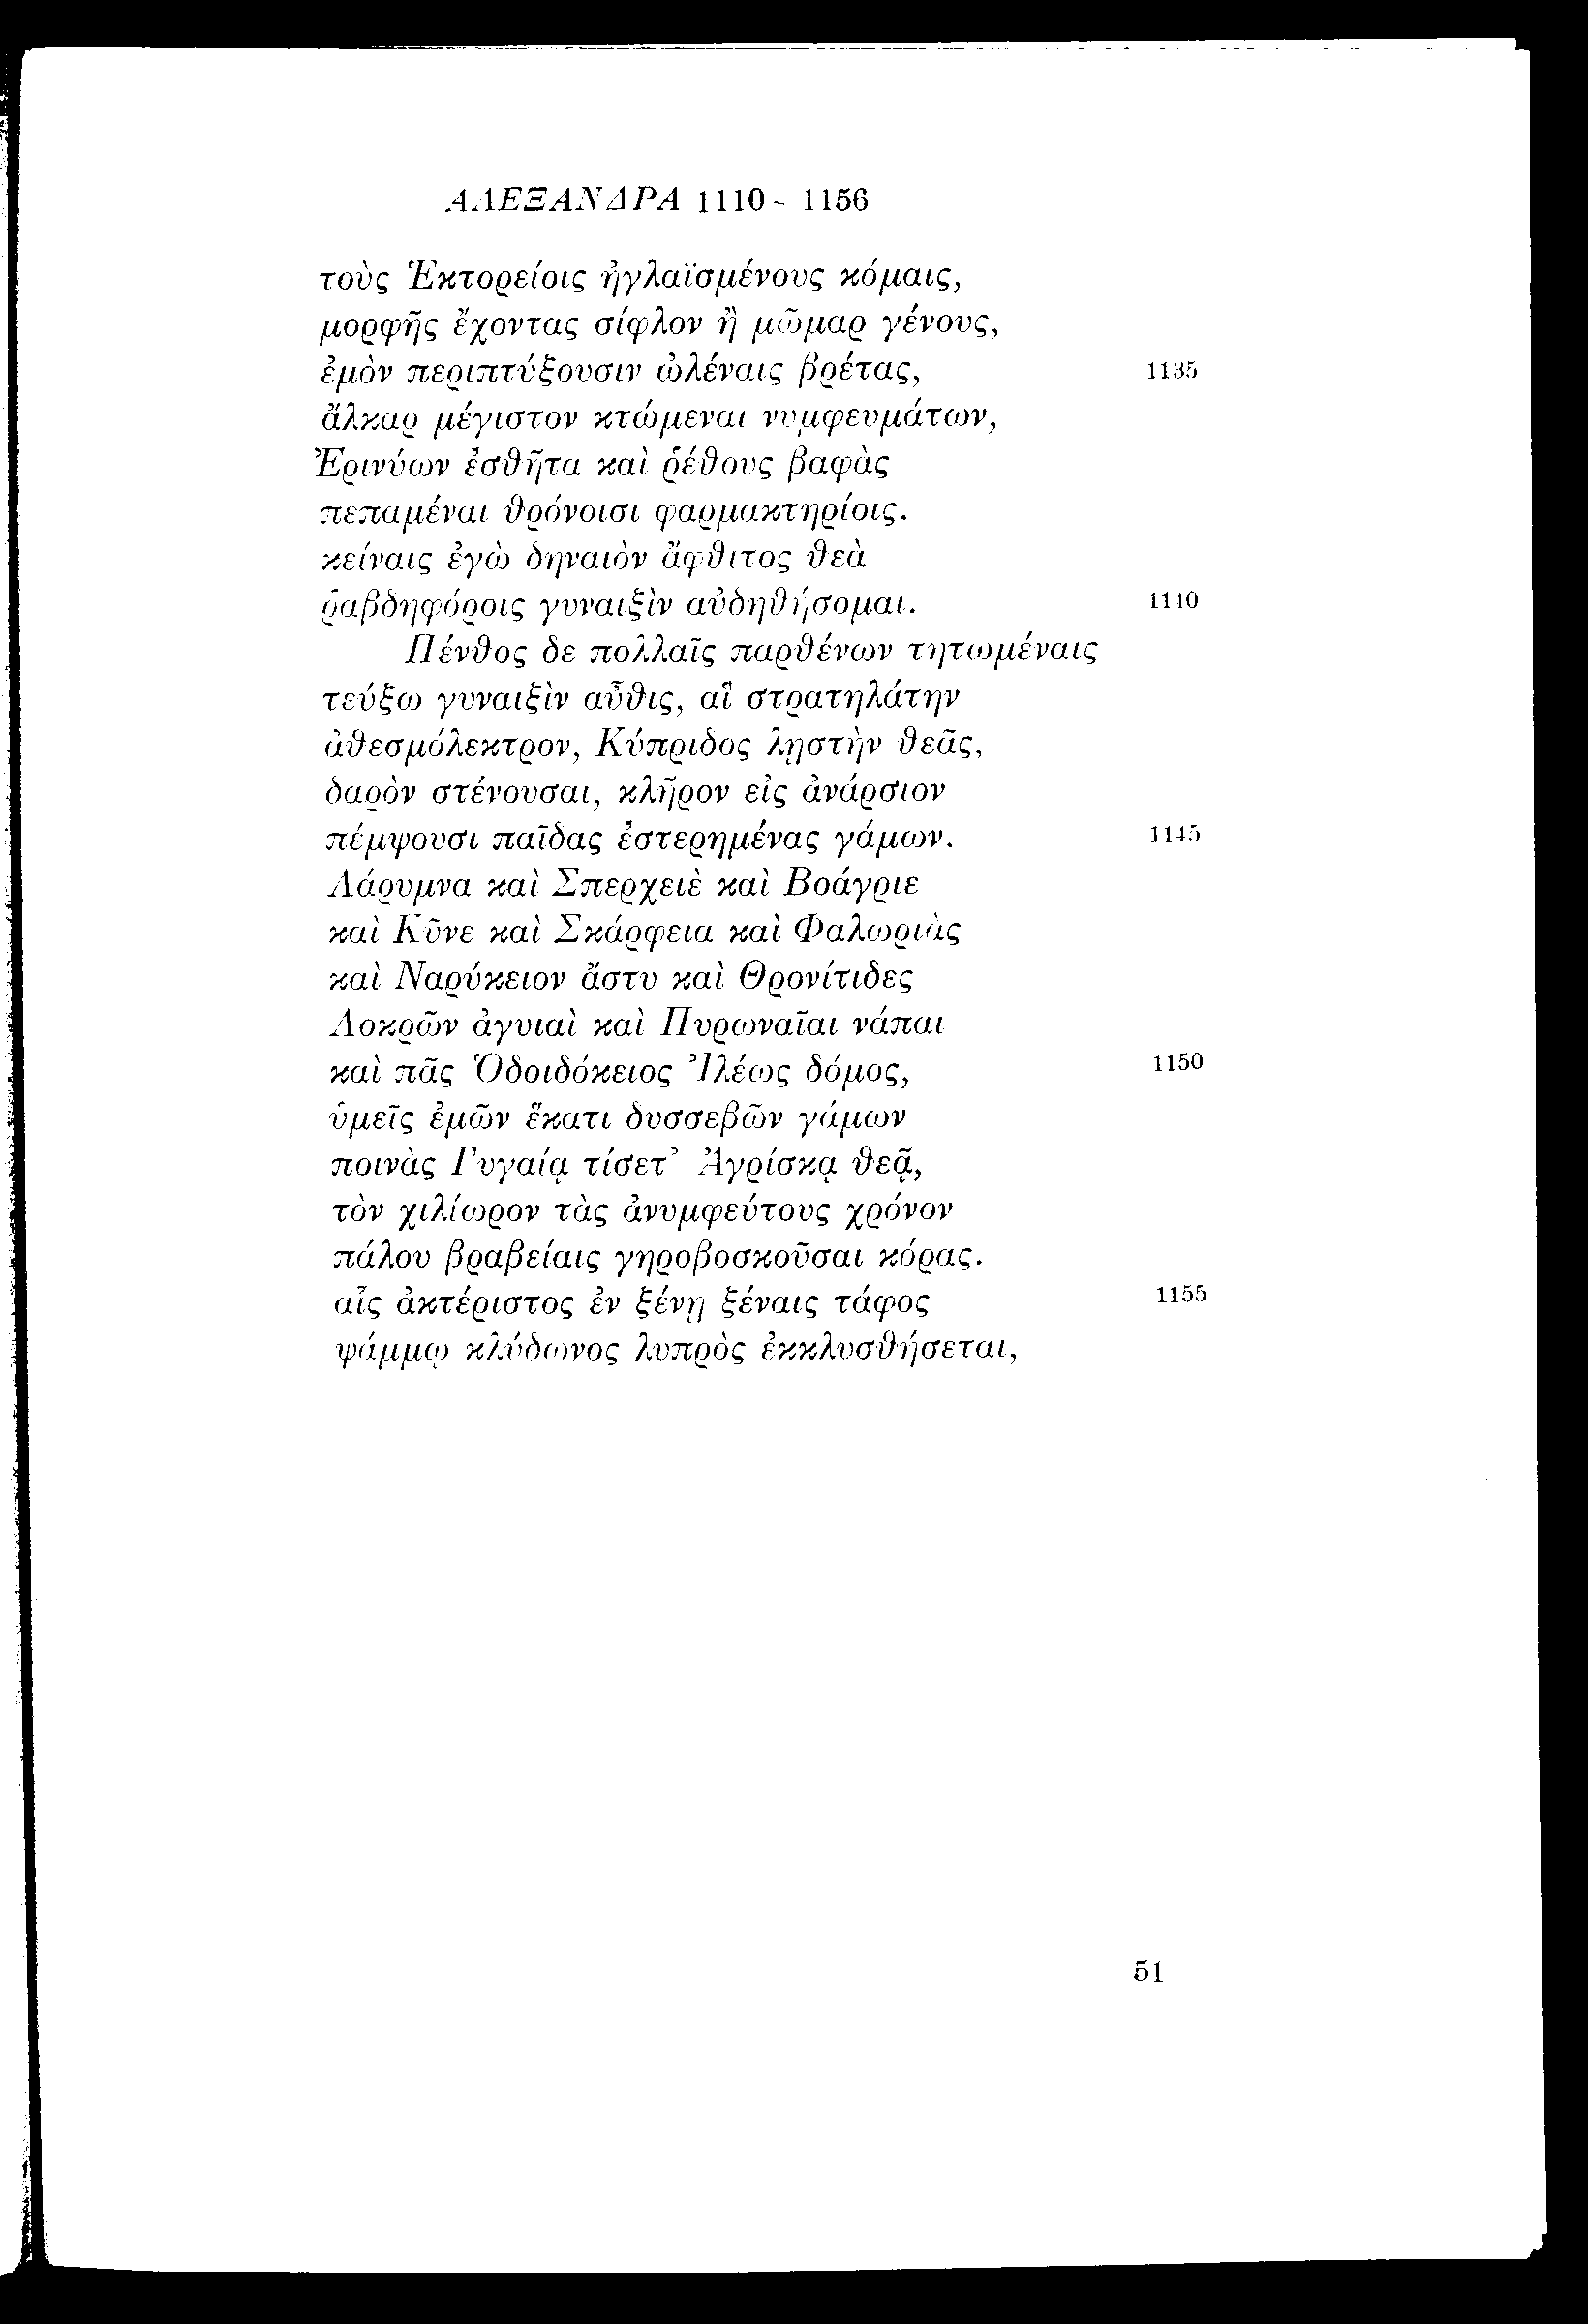 ΑΛΕΞΑΝΔΡΑ 1110 - 1156
τοὺς Ἑκτορείοις ἠγλαϊσμένους κόμαις,
μορφῆς ἔχοντας σίφλον ἢ μῶμαρ γένους,
ἐμὸν περιπτύξουσιν ὠλέναις βρέτας, 1135
ἄλκαρ μέγιστον κτώμεναι νυμφευμάτων,
Ἐρινύων ἐσθῆτα καὶ ῥέθους βαφὰς
πεπαμέναι θρόνοισι φαρμακτηρίοις.
κείναις ἐγὼ δηναιὸν ἄφθιτος θεὰ
ῥαβδηφόροις γυναιξὶν αὐδηθήσομαι. 1140
Πένθος δε πολλαῖς παρθένων τητωμέναις
τεύξω γυναιξὶν αὖθις, αἳ στρατηλάτην
ἀθεσμόλεκτρον, Κύπριδος λῃστὴν θεᾶς,
δαρὸν στένουσαι, κλῆρον εἰς ἀνάρσιον
πέμψουσι παῖδας ἐστερημένας γάμων. 1145
Λάρυμνα καὶ Σπερχειὲ καὶ Βοάγριε
καὶ Κῦνε καὶ Σκάρφεια καὶ Φαλωριὰς
καὶ Ναρύκειον ἄστυ καὶ Θρονίτιδες
Λοκρῶν ἀγυιαὶ καὶ Πυρωναῖαι νάπαι
καὶ πᾶς Ὁδοιδόκειος Ἰλέως δόμος, 1150
ὑμεῖς ἐμῶν ἕκατι δυσσεβῶν γάμων
ποινὰς Γυγαίᾳ τίσετ’ Ἀγρίσκᾳ θεᾷ,
τὸν χιλίωρον τὰς ἀνυμφεύτους χρόνον
πάλου βραβείαις γηροβοσκοῦσαι κόρας.
αἷς ἀκτέριστος ἐν ξένῃ ξέναις τάφος 1155
ψάμμῳ κλύδωνος λυπρὸς ἐκκλυσθήσεται,
51